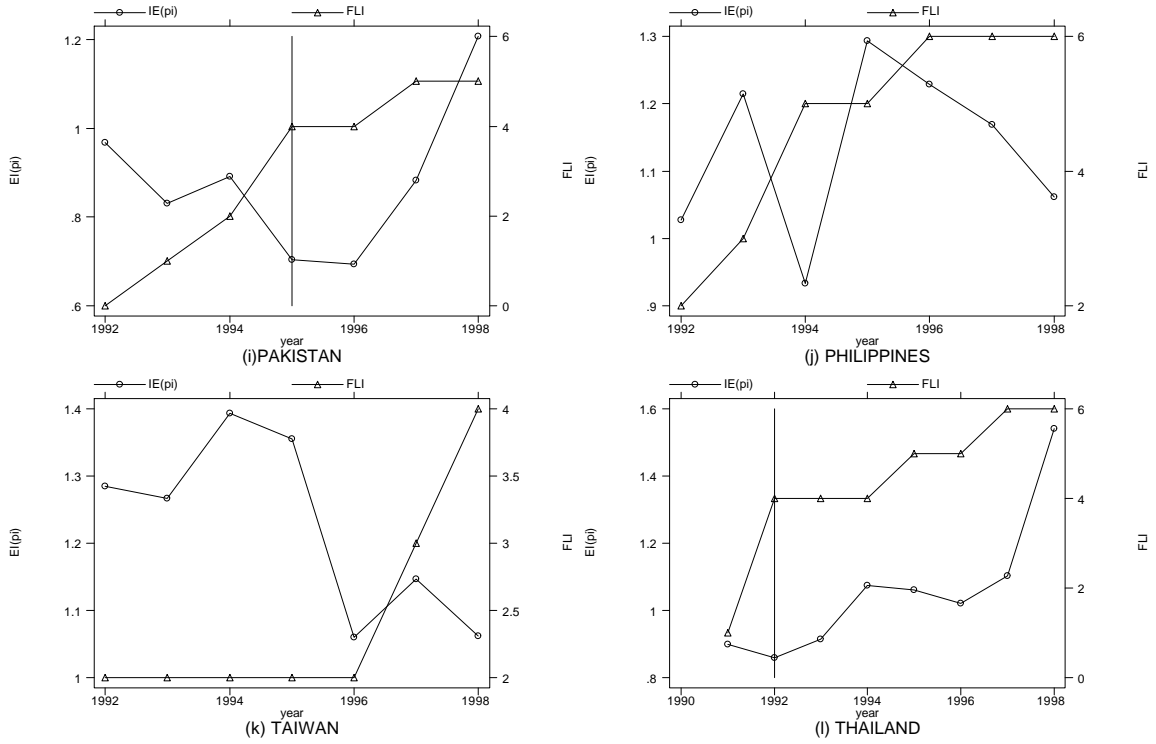 IE(pi) FLI
EI(pi)
FLI
1.2
1
.8
.6
6
4
2
0
1992 1994 1996 1998
year
(i)PAKISTAN
IE(pi) FLI
EI(pi)
FLI
1.3
1.2
1.1
1
.9
6
4
2
1992 1994 1996 1998
year
(j) PHILIPPINES
IE(pi) FLI
EI(pi)
FLI
1.4
1.3
1.2
1.1
1
4
3.5
3
2.5
2
1992 1994 1996 1998
year
(k) TAIWAN
IE(pi) FLI
EI(pi)
FLI
1.6
1.4
1.2
1
.8
6
4
2
0
1990 1992 1994 1996 1998
year
(l) THAILAND